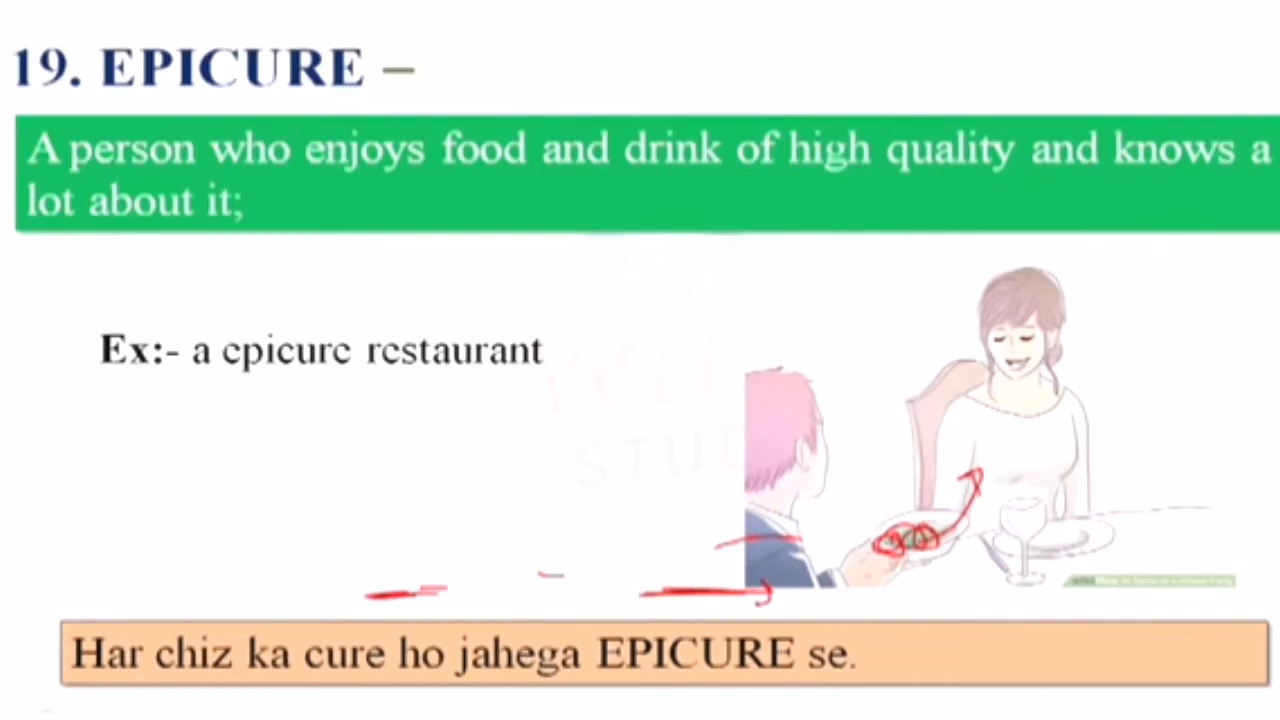 19. EPICURE –
A person who enjoys food and drink of high quality and knows a
lot about it;
Ex:- a epicure restaurant
STUD
Har chiz ka cure ho jahega EPICURE se.